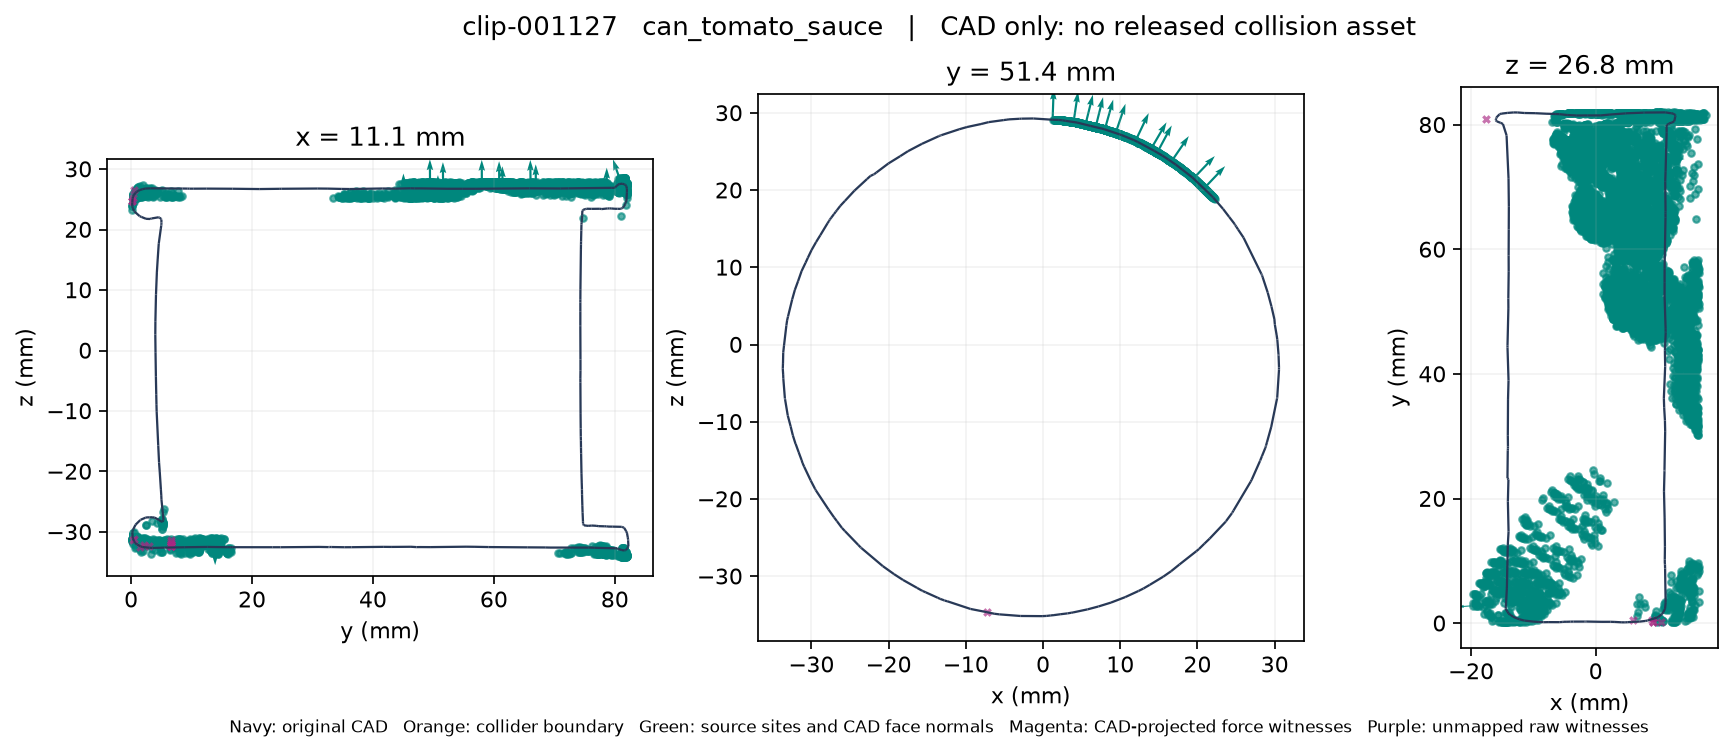 clip-001127   can_tomato_sauce   |   CAD only: no released collision asset
x = 11.1 mm
30
20
10
0
−10
−20
−30
z (mm)
0 20 40 60 80
y (mm)
y = 51.4 mm
30
20
10
0
−10
−20
−30
z (mm)
−30 −20 −10 0 10 20 30
x (mm)
z = 26.8 mm
80
60
40
20
0
y (mm)
−20 0
x (mm)
Navy: original CAD   Orange: collider boundary   Green: source sites and CAD face normals   Magenta: CAD-projected force witnesses   Purple: unmapped raw witnesses